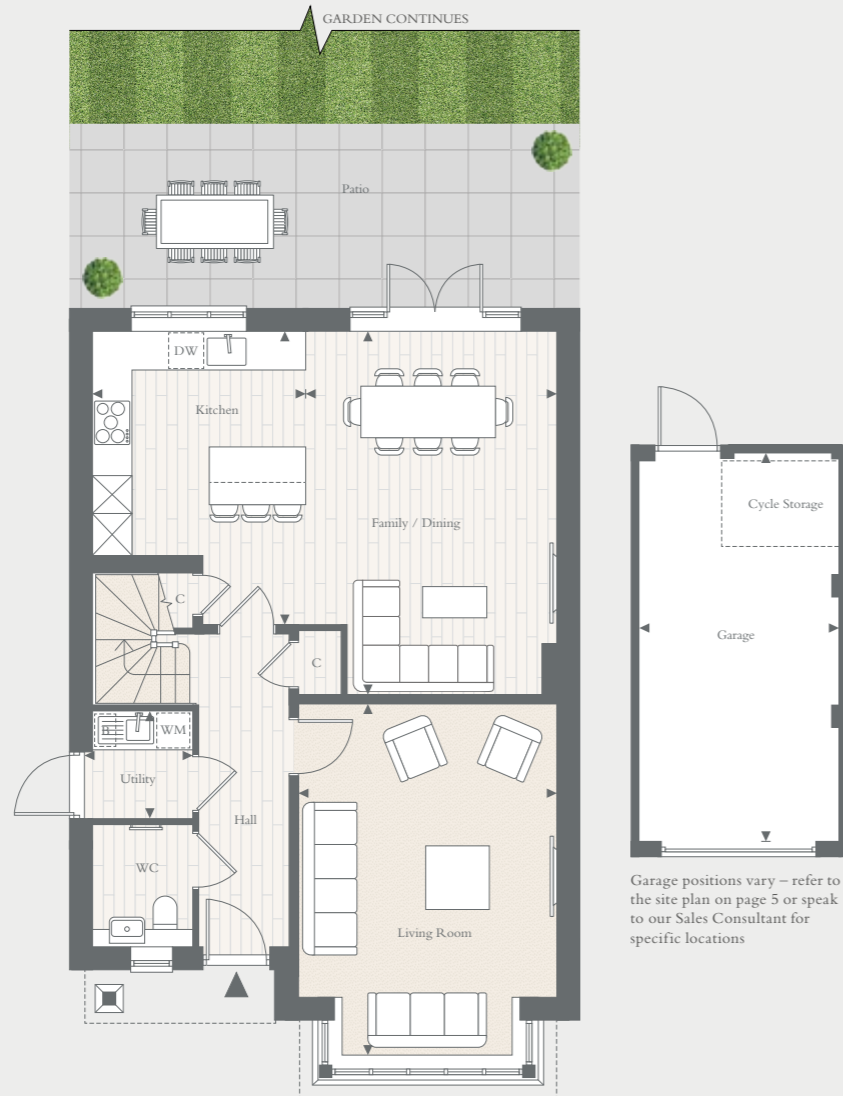 GARDEN CONTINUES
Patio
DW
Kitchen
Family / Dining
Cycle Storage
C
Garage
C
B
WM
Utility
Hall
WC
Living Room
Garage positions vary – refer to
the site plan on page 5 or speak
to our Sales Consultant for
specific locations